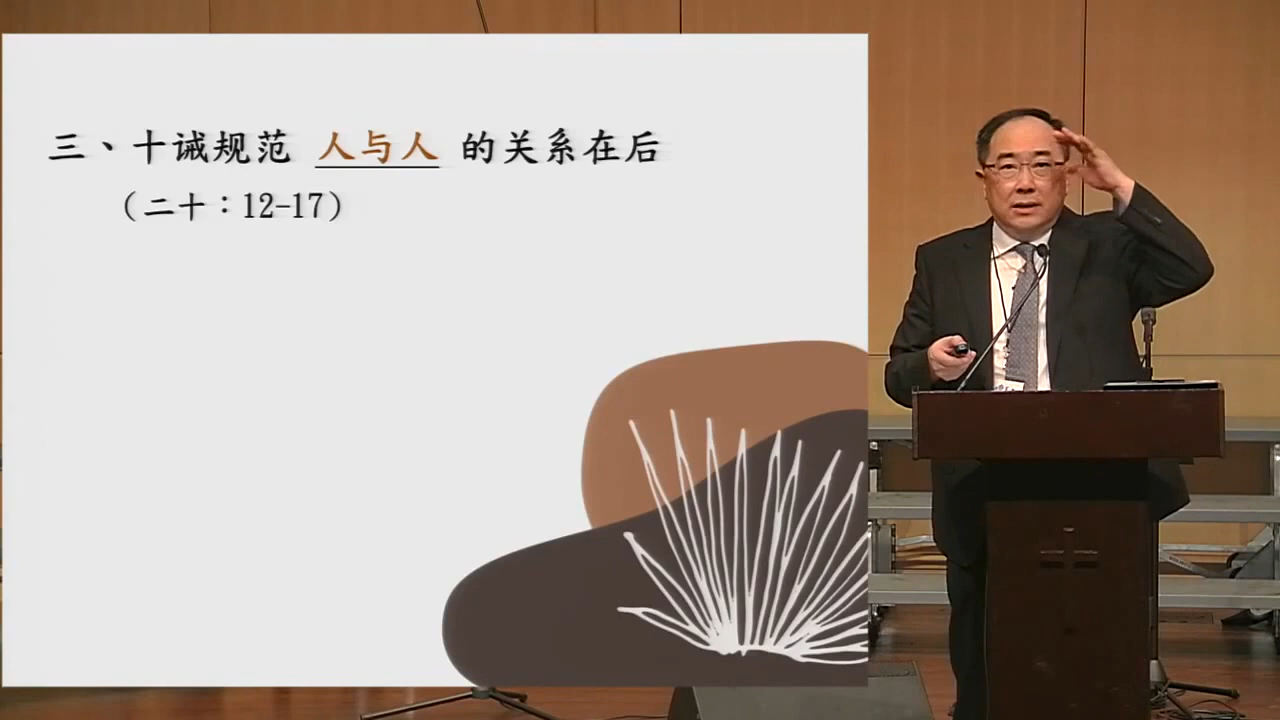 三、十诫规范 人与人 的关系在后
（二十：12-17）